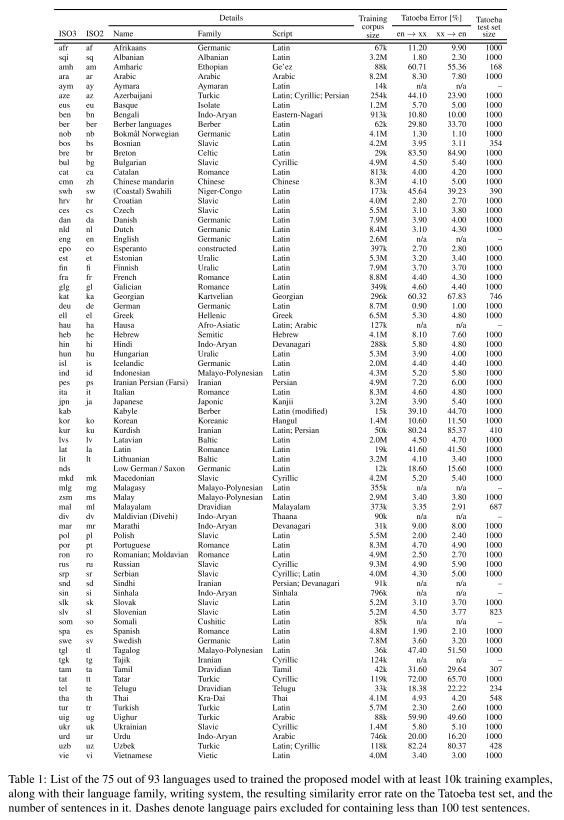 Details Training Tatoeba Error [%] Tatoeba
corpus test set
ISO3 ISO2 Name Family Script size en → xx xx → en size
afr af Afrikaans Germanic Latin 67k 11.20 9.90 1000
sqi sq Albanian Albanian Latin 3.2M 1.80 2.30 1000
amh am Amharic Ethopian Ge'ez 88k 60.71 55.36 168
ara ar Arabic Arabic Arabic 8.2M 8.30 7.80 1000
aym ay Aymara Aymaran Latin 14k n/a n/a –
aze az Azerbaijani Turkic Latin; Cyrillic; Persian 254k 44.10 23.90 1000
eus eu Basque Isolate Latin 1.2M 5.70 5.00 1000
ben bn Bengali Indo-Aryan Eastern-Nagari 913k 10.80 10.00 1000
ber ber Berber languages Berber Latin 62k 29.80 33.70 1000
nob nb Bokmål Norwegian Germanic Latin 4.1M 1.30 1.10 1000
bos bs Bosnian Slavic Latin 4.2M 3.95 3.11 354
bre br Breton Celtic Latin 29k 83.50 84.90 1000
bul bg Bulgarian Slavic Cyrillic 4.9M 4.50 5.40 1000
cat ca Catalan Romance Latin 813k 4.00 4.20 1000
cmn zh Chinese mandarin Chinese Chinese 8.3M 4.10 5.00 1000
swh sw (Coastal) Swahili Niger-Congo Latin 173k 45.64 39.23 390
hrv hr Croatian Slavic Latin 4.0M 2.80 2.70 1000
ces cs Czech Slavic Latin 5.5M 3.10 3.80 1000
dan da Danish Germanic Latin 7.9M 3.90 4.00 1000
nld nl Dutch Germanic Latin 8.4M 3.10 4.30 1000
eng en English Germanic Latin 2.6M n/a n/a –
epo eo Esperanto constructed Latin 397k 2.70 2.80 1000
est et Estonian Uralic Latin 5.3M 3.20 3.40 1000
fin fi Finnish Uralic Latin 7.9M 3.70 3.70 1000
fra fr French Romance Latin 8.8M 4.40 4.30 1000
glg gl Galician Romance Latin 349k 4.60 4.40 1000
kat ka Georgian Kartvelian Georgian 296k 60.32 67.83 746
deu de German Germanic Latin 8.7M 0.90 1.00 1000
ell el Greek Hellenic Greek 6.5M 5.30 4.80 1000
hau ha Hausa Afro-Asiatic Latin; Arabic 127k n/a n/a –
heb he Hebrew Semitic Hebrew 4.1M 8.10 7.60 1000
hin hi Hindi Indo-Aryan Devanagari 288k 5.80 4.80 1000
hun hu Hungarian Uralic Latin 5.3M 3.90 4.00 1000
isl is Icelandic Germanic Latin 2.0M 4.40 4.40 1000
ind id Indonesian Malayo-Polynesian Latin 4.3M 5.20 5.80 1000
pes ps Iranian Persian (Farsi) Iranian Persian 4.9M 7.20 6.00 1000
ita it Italian Romance Latin 8.3M 4.60 4.80 1000
jpn ja Japanese Japonic Kanjii 3.2M 3.90 5.40 1000
kab Kabyle Berber Latin (modified) 15k 39.10 44.70 1000
kor ko Korean Koreanic Hangul 1.4M 10.60 11.50 1000
kur ku Kurdish Iranian Latin; Persian 50k 80.24 85.37 410
lvs lv Latavian Baltic Latin 2.0M 4.50 4.70 1000
lat la Latin Romance Latin 19k 41.60 41.50 1000
lit lt Lithuanian Baltic Latin 3.2M 4.10 3.40 1000
nds Low German / Saxon Germanic Latin 12k 18.60 15.60 1000
mkd mk Macedonian Slavic Cyrillic 4.2M 5.20 5.40 1000
mlg mg Malagasy Malayo-Polynesian Latin 355k n/a n/a –
zsm ms Malay Malayo-Polynesian Latin 2.9M 3.40 3.80 1000
mal ml Malayalam Dravidian Malayalam 373k 3.35 2.91 687
div dv Maldivian (Divehi) Indo-Aryan Thaana 90k n/a n/a –
mar mr Marathi Indo-Aryan Devanagari 31k 9.00 8.00 1000
pol pl Polish Slavic Latin 5.5M 2.00 2.40 1000
por pt Portuguese Romance Latin 8.3M 4.70 4.90 1000
ron ro Romanian; Moldavian Romance Latin 4.9M 2.50 2.70 1000
rus ru Russian Slavic Cyrillic 9.3M 4.90 5.90 1000
srp sr Serbian Slavic Cyrillic; Latin 4.0M 4.30 5.00 1000
snd sd Sindhi Iranian Persian; Devanagari 91k n/a n/a –
sin si Sinhala Indo-Aryan Sinhala 796k n/a n/a –
slk sk Slovak Slavic Latin 5.2M 3.10 3.70 1000
slv sl Slovenian Slavic Latin 5.2M 4.50 3.77 823
som so Somali Cushitic Latin 85k n/a n/a –
spa es Spanish Romance Latin 4.8M 1.90 2.10 1000
swe sv Swedish Germanic Latin 7.8M 3.60 3.20 1000
tgl tl Tagalog Malayo-Polynesian Latin 36k 47.40 51.50 1000
tgk tg Tajik Iranian Cyrillic 124k n/a n/a –
tam ta Tamil Dravidian Tamil 42k 31.60 29.64 307
tat tt Tatar Turkic Cyrillic 119k 72.00 65.70 1000
tel te Telugu Dravidian Telugu 33k 18.38 22.22 234
tha th Thai Kra-Dai Thai 4.1M 4.93 4.20 548
tur tr Turkish Turkic Latin 5.7M 2.30 2.60 1000
uig ug Uighur Turkic Arabic 88k 59.90 49.60 1000
ukr uk Ukrainian Slavic Cyrillic 1.4M 5.80 5.10 1000
urd ur Urdu Indo-Aryan Arabic 746k 20.00 16.20 1000
uzb uz Uzbek Turkic Latin; Cyrillic 118k 82.24 80.37 428
vie vi Vietnamese Vietic Latin 4.0M 3.40 3.00 1000
Table 1: List of the 75 out of 93 languages used to trained the proposed model with at least 10k training examples,
along with their language family, writing system, the resulting similarity error rate on the Tatoeba test set, and the
number of sentences in it. Dashes denote language pairs excluded for containing less than 100 test sentences.